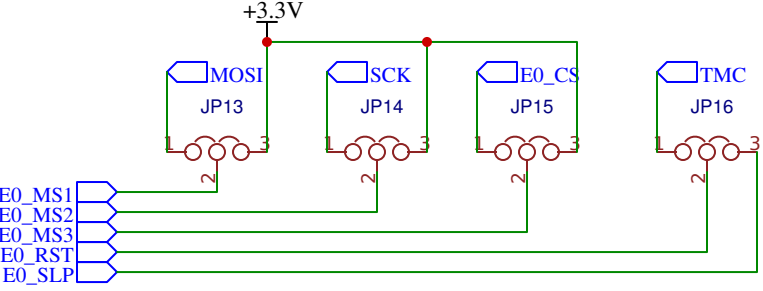 +3.3V
MOSI SCK E0_CS TMC
JP13 JP14 JP15 JP16
1 3 1 3 1 3 1 3
2 2 2 2
E0_MS1
E0_MS2
E0_MS3
E0_RST
E0_SLP